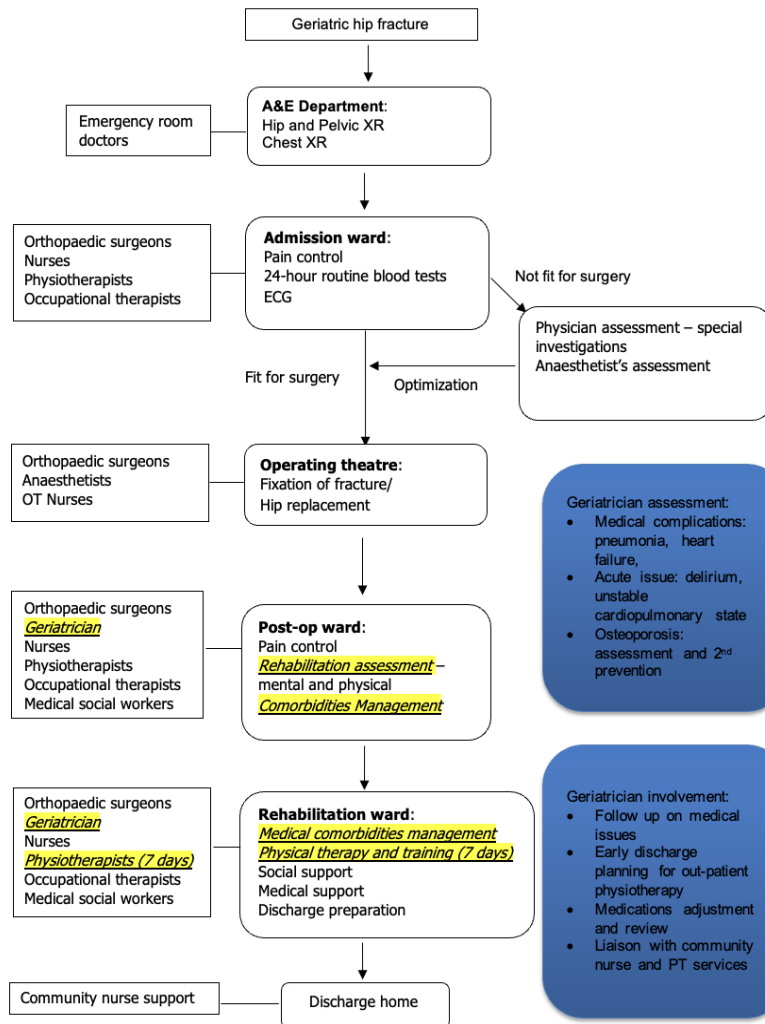 Geriatric hip fracture
A&E Department:
Hip and Pelvic XR
Chest XR
Emergency room
doctors
Orthopaedic surgeons
Nurses
Physiotherapists
Occupational therapists
Admission ward:
Pain control
24-hour routine blood tests
ECG
Not fit for surgery
Physician assessment – special
investigations
Anaesthetist's assessment
Fit for surgery
Optimization
Orthopaedic surgeons
Anaesthetists
OT Nurses
Operating theatre:
Fixation of fracture/
Hip replacement
Geriatrician assessment:
• Medical complications:
pneumonia, heart
failure,
• Acute issue: delirium,
unstable
cardiopulmonary state
• Osteoporosis:
assessment and 2nd
prevention
Orthopaedic surgeons
Geriatrician
Nurses
Physiotherapists
Occupational therapists
Medical social workers
Post-op ward:
Pain control
Rehabilitation assessment –
mental and physical
Comorbidities Management
Orthopaedic surgeons
Geriatrician
Nurses
Physiotherapists (7 days)
Occupational therapists
Medical social workers
Rehabilitation ward:
Medical comorbidities management
Physical therapy and training (7 days)
Social support
Medical support
Discharge preparation
Geriatrician involvement:
• Follow up on medical
issues
• Early discharge
planning for out-patient
physiotherapy
• Medications adjustment
and review
• Liaison with community
nurse and PT services
Community nurse support
Discharge home